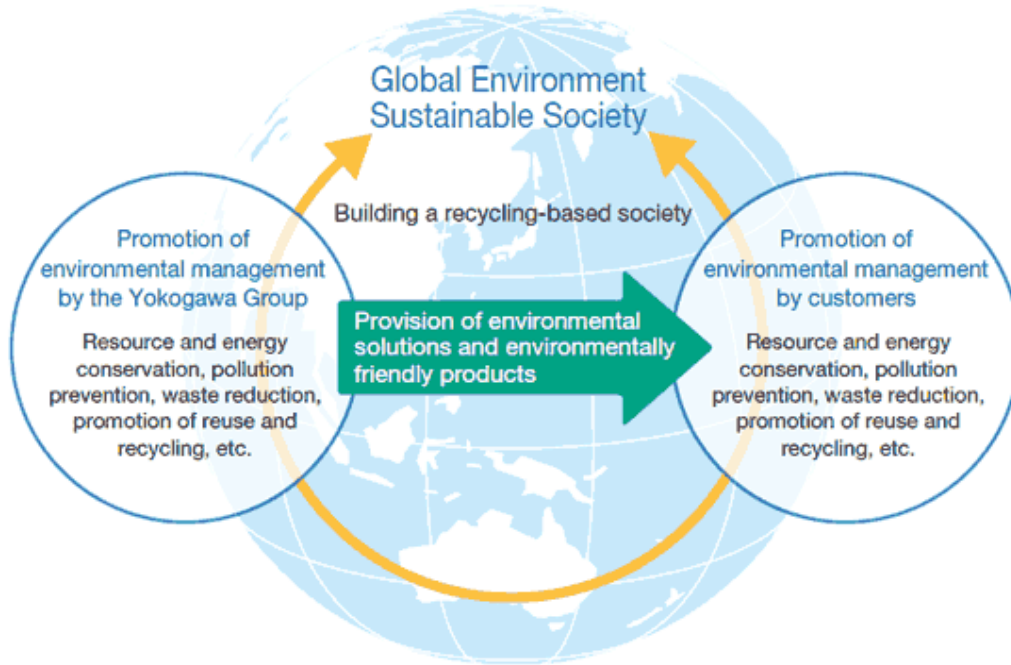 Global Environment
Sustainable Society
Building a recycling-based society
Promotion of
environmental management
by the Yokogawa Group
Resource and energy
conservation, pollution
prevention, waste reduction,
promotion of reuse and
recycling, etc.
Provision of environmental
solutions and environmentally
friendly products
Promotion of
environmental management
by customers
Resource and energy
conservation, pollution
prevention, waste reduction,
promotion of reuse and
recycling, etc.